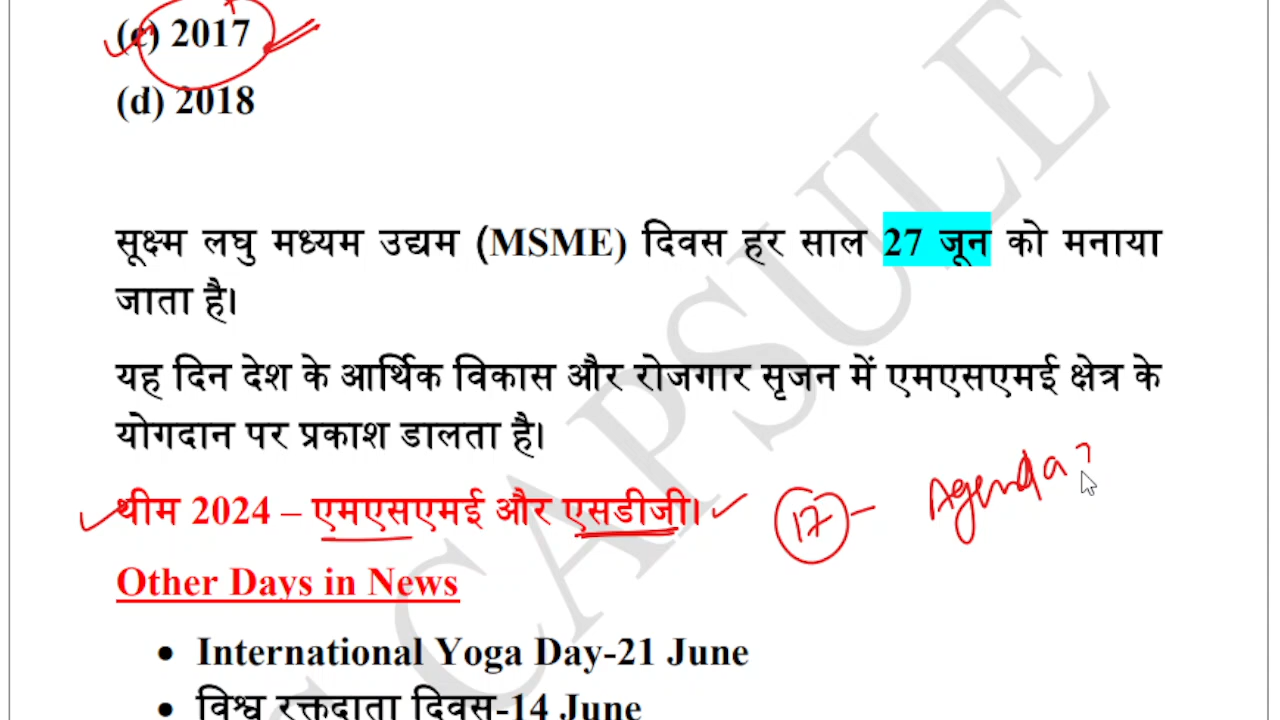 (c) 2017
(d) 2018
सूक्ष्म लघु मध्यम उद्यम (MSME) दिवस हर साल 27 जून को मनाया
जाता है।
यह दिन देश के आर्थिक विकास और रोजगार सृजन में एमएसएमई क्षेत्र के
योगदान पर प्रकाश डालता है।
थीम 2024 – एमएसएमई और एसडीजी। 17 – Agenda
Other Days in News
• International Yoga Day-21 June
• विश्व रक्तदाता दिवस-14 June
CAPSULE